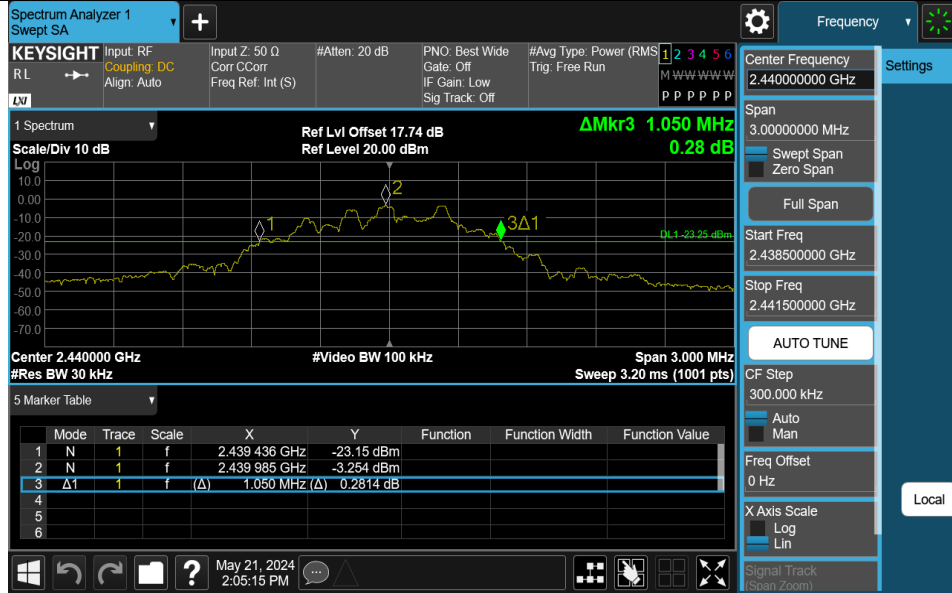 Spectrum Analyzer 1
Swept SA
Frequency
KEYSIGHT
RL
LXI
Input: RF
Coupling: DC
Align: Auto
Input Z: 50 Ω
Corr CCorr
Freq Ref: Int (S)
#Atten: 20 dB
PNO: Best Wide
Gate: Off
IF Gain: Low
Sig Track: Off
#Avg Type: Power (RMS
Trig: Free Run
1 2 3 4 5 6
M W W W W W
P P P P P P
Center Frequency
2.440000000 GHz
Settings
Span
3.00000000 MHz
Swept Span
Zero Span
Full Span
Start Freq
2.438500000 GHz
Stop Freq
2.441500000 GHz
AUTO TUNE
CF Step
300.000 kHz
Auto
Man
Freq Offset
0 Hz
X Axis Scale
Log
Lin
Signal Track
(Span Zoom)
Local
1 Spectrum
Scale/Div 10 dB
Ref Lvl Offset 17.74 dB
Ref Level 20.00 dBm
ΔMkr3 1.050 MHz
0.28 dB
Log
10.0
0.00
-10.0
-20.0
-30.0
-40.0
-50.0
-60.0
-70.0
1
2
3Δ1
DL1 -23.25 dBm
Center 2.440000 GHz
#Video BW 100 kHz
Span 3.000 MHz
#Res BW 30 kHz
Sweep 3.20 ms (1001 pts)
5 Marker Table
Mode Trace Scale X Y Function Function Width Function Value
1 N 1 f 2.439 436 GHz -23.15 dBm
2 N 1 f 2.439 985 GHz -3.254 dBm
3 Δ1 1 f (Δ) 1.050 MHz (Δ) 0.2814 dB
4
5
6
May 21, 2024
2:05:15 PM